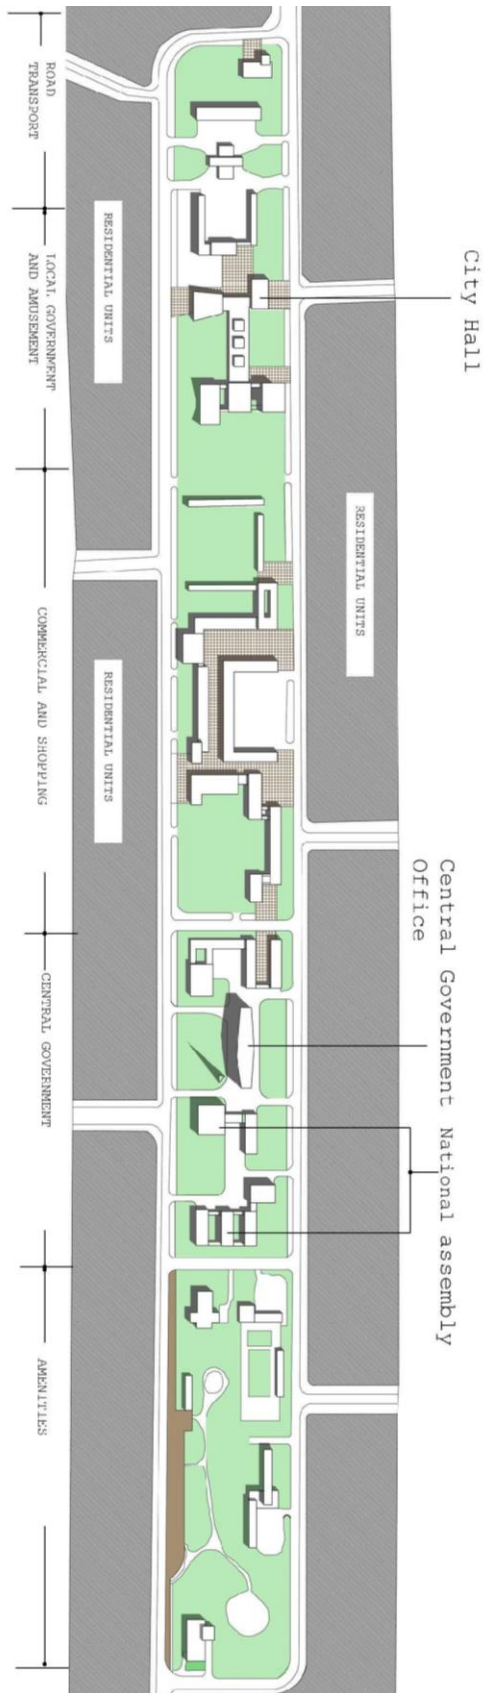 ROAD
TRANSPORT
LOCAL GOVERNMENT
AND AMUSEMENT
COMMERCIAL AND SHOPPING
CENTRAL GOVERNMENT
AMENITIES
RESIDENTIAL UNITS
RESIDENTIAL UNITS
RESIDENTIAL UNITS
City Hall
Central Government
Office
National assembly